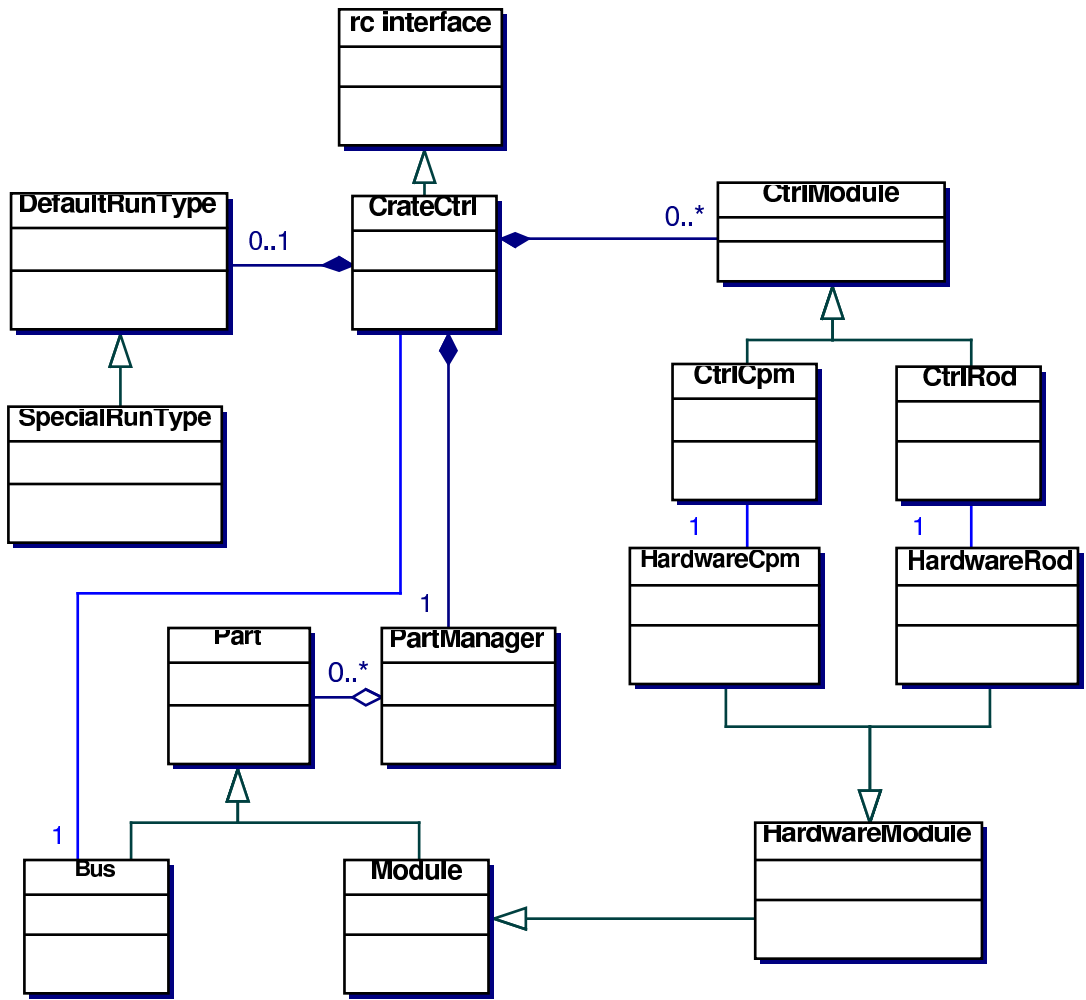 rc interface
DefaultRunType
CrateCtrl
CtrlModule
0..1
0..*
SpecialRunType
CtrlCpm
CtrlRod
1
1
HardwareCpm
HardwareRod
1
Part
PartManager
0..*
1
Bus
Module
HardwareModule